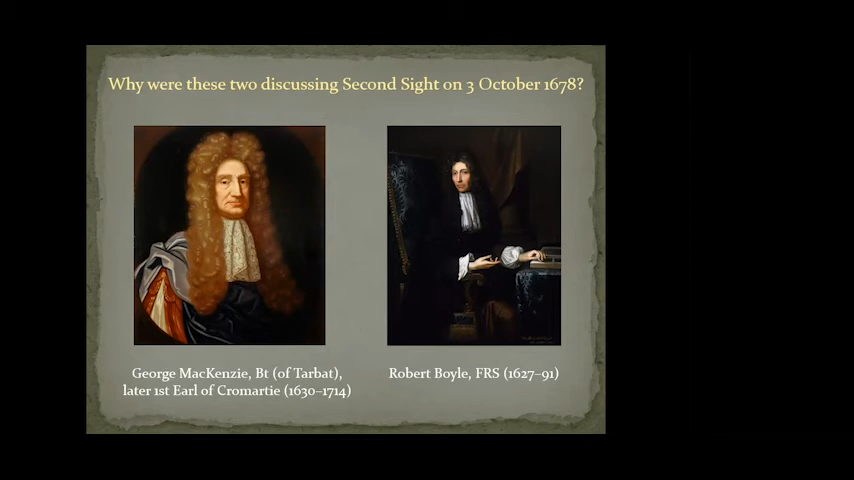 Why were these two discussing Second Sight on 3 October 1678?
George MacKenzie, Bt (of Tarbat),
later 1st Earl of Cromartie (1630–1714)
Robert Boyle, FRS (1627–91)